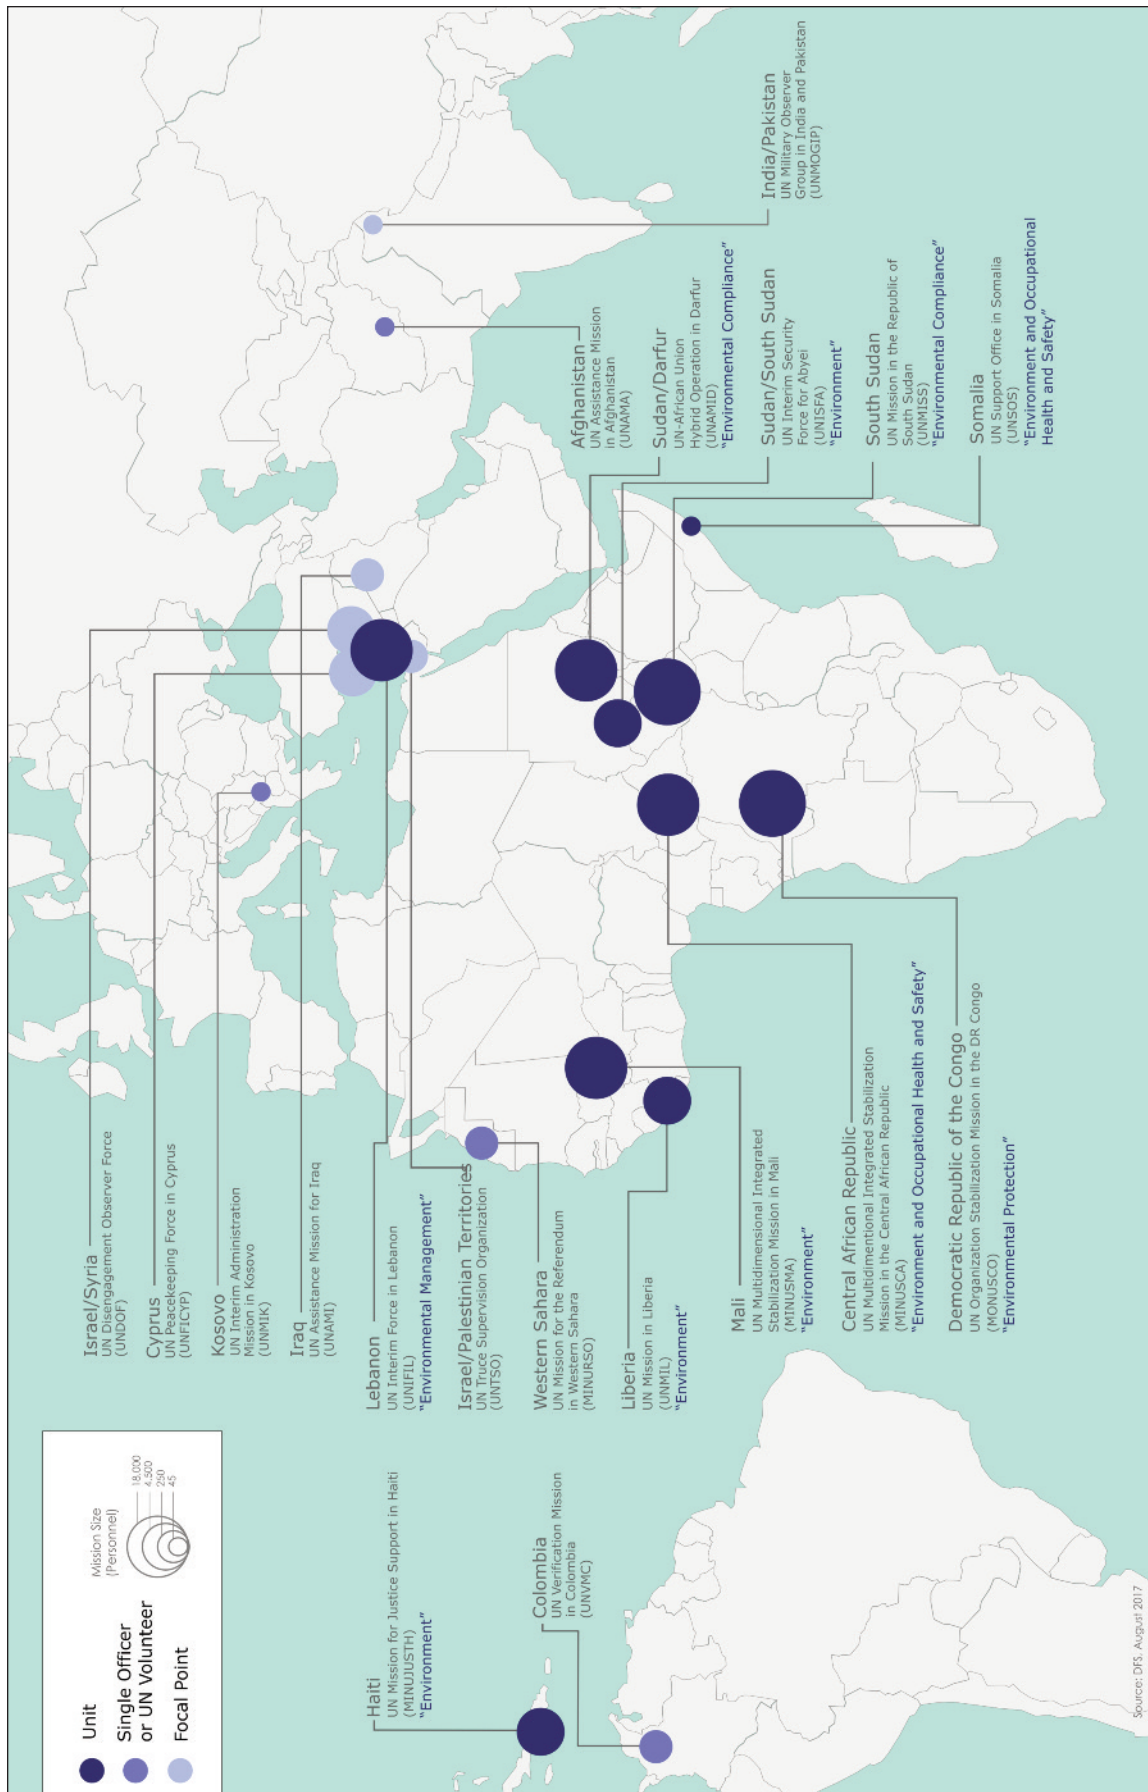 Unit
Single Officer
or UN Volunteer
Focal Point
Mission Size
(Personnel)
18,000
4,500
250
45
Haiti
UN Mission for Justice Support in Haiti
(MINUJUSTH)
“Environment”
Colombia
UN Verification Mission
in Colombia
(UNVMC)
Israel/Syria
UN Disengagement Observer Force
(UNDOF)
Cyprus
UN Peacekeeping Force in Cyprus
(UNFICYP)
Kosovo
UN Interim Administration
Mission in Kosovo
(UNMIK)
Iraq
UN Assistance Mission for Iraq
(UNAMI)
Lebanon
UN Interim Force in Lebanon
(UNIFIL)
“Environmental Management”
Israel/Palestinian Territories
UN Truce Supervision Organization
(UNTSO)
Western Sahara
UN Mission for the Referendum
in Western Sahara
(MINURSO)
Liberia
UN Mission in Liberia
(UNMIL)
“Environment”
Mali
UN Multidimensional Integrated
Stabilization Mission in Mali
(MINUSMA)
“Environment”
Central African Republic
UN Multidimentional Integrated Stabilization
Mission in the Central African Republic
(MINUSCA)
“Environment and Occupational Health and Safety”
Democratic Republic of the Congo
UN Organization Stabilization Mission in the DR Congo
(MONUSCO)
“Environmental Protection”
Afghanistan
UN Assistance Mission
in Afghanistan
(UNAMA)
Sudan/Darfur
UN-African Union
Hybrid Operation in Darfur
(UNAMID)
“Environmental Compliance”
Sudan/South Sudan
UN Interim Security
Force for Abyei
(UNISFA)
“Environment”
South Sudan
UN Mission in the Republic of
South Sudan
(UNMISS)
“Environmental Compliance”
Somalia
UN Support Office in Somalia
(UNSOS)
“Environment and Occupational
Health and Safety”
India/Pakistan
UN Military Observer
Group in India and Pakistan
(UNMOGIP)
Source: DFS, August 2017